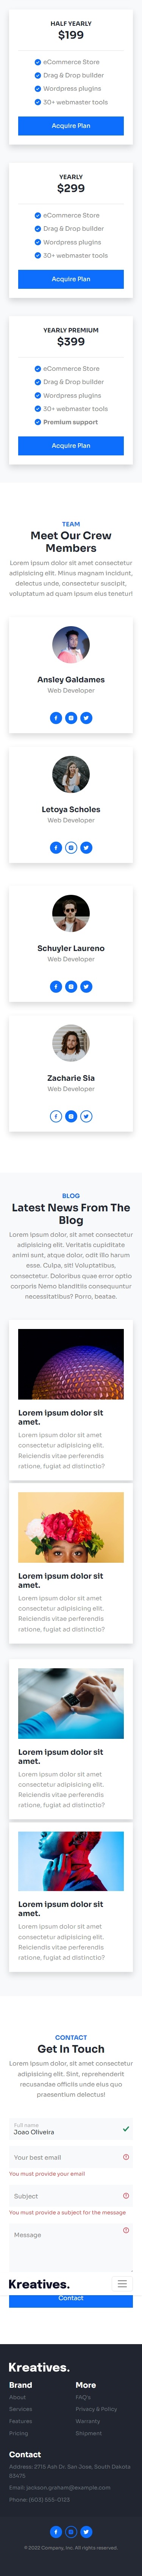 HALF YEARLY
$199
eCommerce Store
Drag & Drop builder
Wordpress plugins
30+ webmaster tools
Acquire Plan
YEARLY
$299
eCommerce Store
Drag & Drop builder
Wordpress plugins
30+ webmaster tools
Acquire Plan
YEARLY PREMIUM
$399
eCommerce Store
Drag & Drop builder
Wordpress plugins
30+ webmaster tools
Premium support
Acquire Plan
TEAM
Meet Our Crew
Members
Lorem ipsum dolor sit amet consectetur
adipisicing elit. Minus magnam incidunt,
delectus unde, consectetur suscipit,
voluptatum ad quam ipsum eius tenetur!
Ansley Galdames
Web Developer
Letoya Scholes
Web Developer
Schuyler Laureno
Web Developer
Zacharie Sia
Web Developer
BLOG
Latest News From The
Blog
Lorem ipsum dolor, sit amet consectetur
adipisicing elit. Veritatis cupiditate
animi sunt, atque dolor, odit illo harum
esse. Culpa, sit! Voluptatibus,
consectetur. Doloribus quae error optio
corporis Nemo blanditiis consequuntur
necessitatibus? Porro, beatae.
Lorem ipsum dolor sit
amet.
Lorem ipsum dolor sit amet
consectetur adipisicing elit.
Reiciendis vitae perferendis
ratione, fugiat ad distinctio?
Lorem ipsum dolor sit
amet.
Lorem ipsum dolor sit amet
consectetur adipisicing elit.
Reiciendis vitae perferendis
ratione, fugiat ad distinctio?
Lorem ipsum dolor sit
amet.
Lorem ipsum dolor sit amet
consectetur adipisicing elit.
Reiciendis vitae perferendis
ratione, fugiat ad distinctio?
Lorem ipsum dolor sit
amet.
Lorem ipsum dolor sit amet
consectetur adipisicing elit.
Reiciendis vitae perferendis
ratione, fugiat ad distinctio?
CONTACT
Get In Touch
Lorem ipsum dolor, sit amet consectetur
adipisicing elit. Sint, reprehenderit
recusandae officiis unde eius quo
praesentium delectus!
Full name
Joao Oliveira
Your best email
You must provide your email
Subject
You must provide a subject for the message
Message
Kreatives.
Contact
Kreatives.
Brand
More
About
FAQ's
Services
Privacy & Policy
Features
Warranty
Pricing
Shipment
Contact
Address: 2715 Ash Dr. San Jose, South Dakota
83475
Email: jackson.graham@example.com
Phone: (603) 555-0123
© 2022 Company, Inc. All rights reserved.